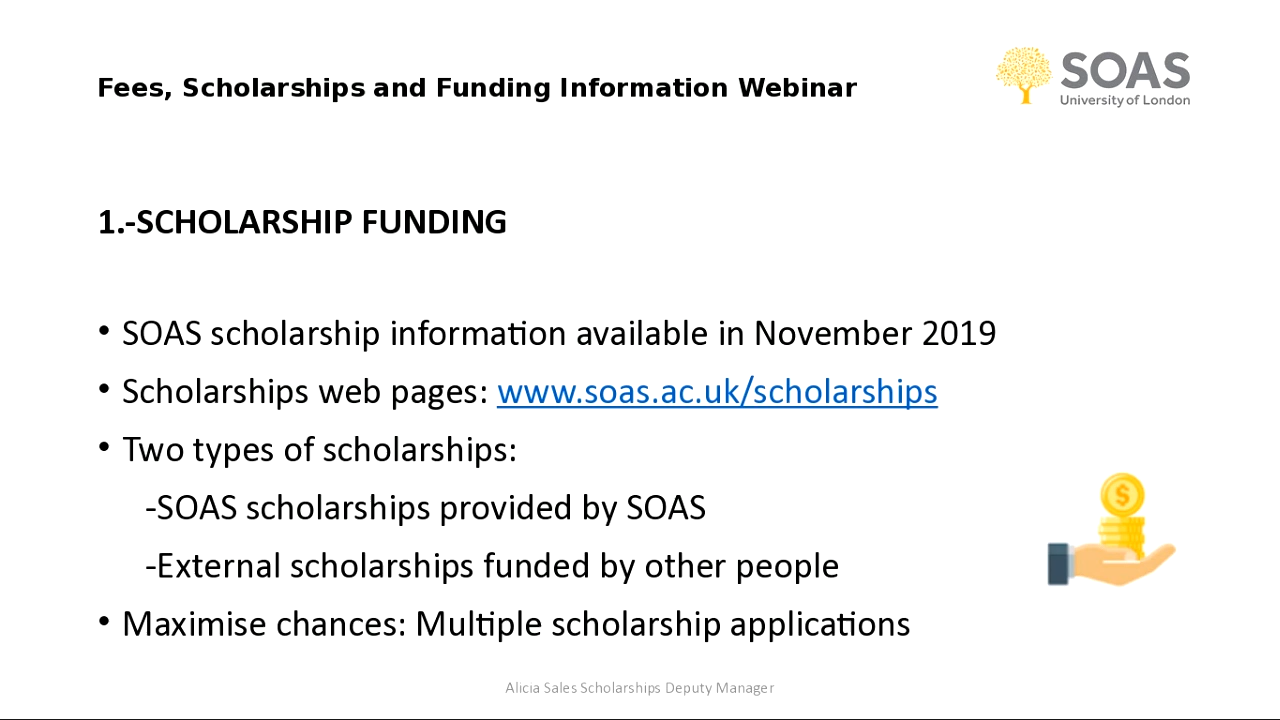 Fees, Scholarships and Funding Information Webinar
SOAS
University of London
1.-SCHOLARSHIP FUNDING
• SOAS scholarship information available in November 2019
• Scholarships web pages: www.soas.ac.uk/scholarships
• Two types of scholarships:
-SOAS scholarships provided by SOAS
-External scholarships funded by other people
$
• Maximise chances: Multiple scholarship applications
Alicia Sales Scholarships Deputy Manager